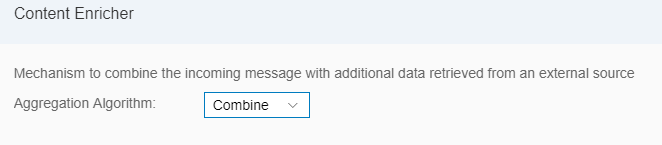 Content Enricher
Mechanism to combine the incoming message with additional data retrieved from an external source
Aggregation Algorithm: Combine